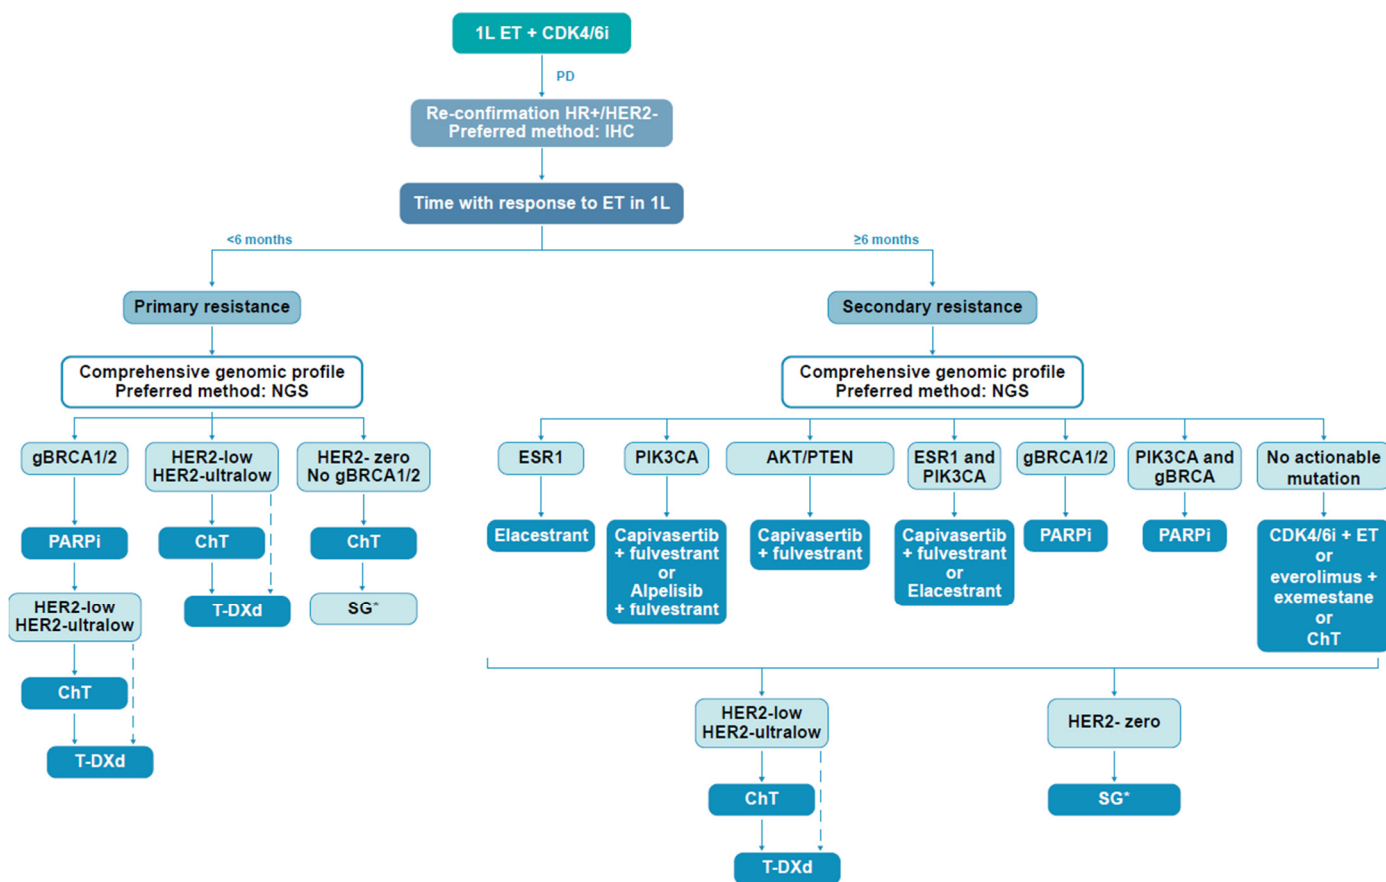 1L ET + CDK4/6i
PD
Re-confirmation HR+/HER2-
Preferred method: IHC
Time with response to ET in 1L
<6 months
≥6 months
Primary resistance
Secondary resistance
Comprehensive genomic profile
Preferred method: NGS
Comprehensive genomic profile
Preferred method: NGS
gBRCA1/2
HER2-low
HER2-ultralow
HER2- zero
No gBRCA1/2
PARPi
ChT
ChT
HER2-low
HER2-ultralow
T-DXd
SG*
ChT
T-DXd
ESR1
PIK3CA
AKT/PTEN
ESR1 and
PIK3CA
gBRCA1/2
PIK3CA and
gBRCA
No actionable
mutation
Elacestrant
Capivasertib
+ fulvestrant
or
Alpelisib
+ fulvestrant
Capivasertib
+ fulvestrant
Capivasertib
+ fulvestrant
or
Elacestrant
PARPi
PARPi
CDK4/6i + ET
or
everolimus +
exemestane
or
ChT
HER2-low
HER2-ultralow
HER2- zero
ChT
SG*
T-DXd